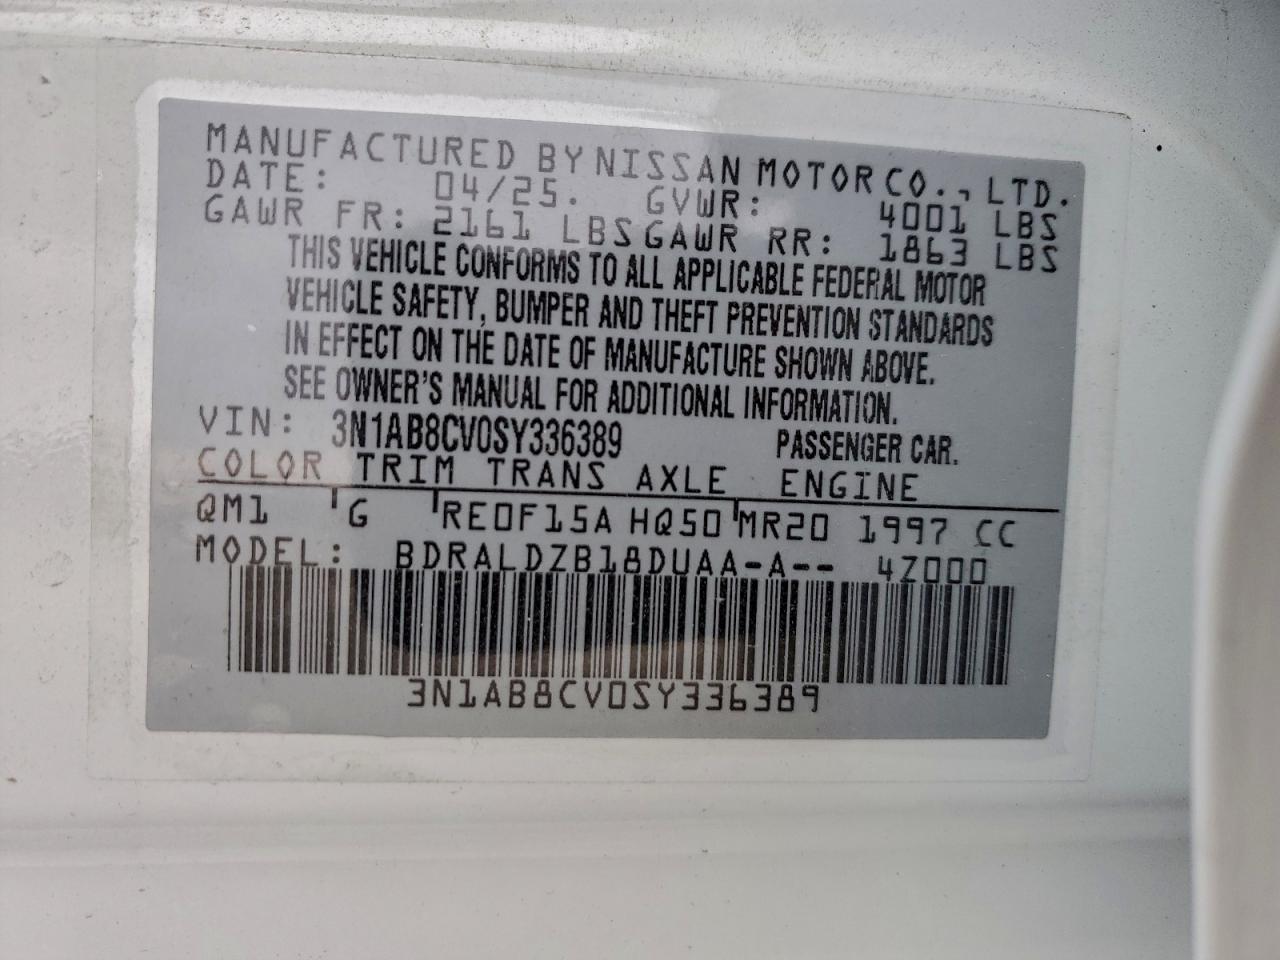 MANUFACTURED BY NISSAN MOTOR CO., LTD.
DATE: 04/25. GVWR: 4001 LBS
GAWR FR: 2161 LBS GAWR RR: 1863 LBS
THIS VEHICLE CONFORMS TO ALL APPLICABLE FEDERAL MOTOR
VEHICLE SAFETY, BUMPER AND THEFT PREVENTION STANDARDS
IN EFFECT ON THE DATE OF MANUFACTURE SHOWN ABOVE.
SEE OWNER'S MANUAL FOR ADDITIONAL INFORMATION.
VIN: 3N1AB8CV0SY336389 PASSENGER CAR.
COLOR TRIM TRANS AXLE ENGINE
QM1 G RE0F15A HQ50 MR20 1997 CC
MODEL: BDRALDZB18DUAA-A-- 4Z000
3N1AB8CV0SY336389